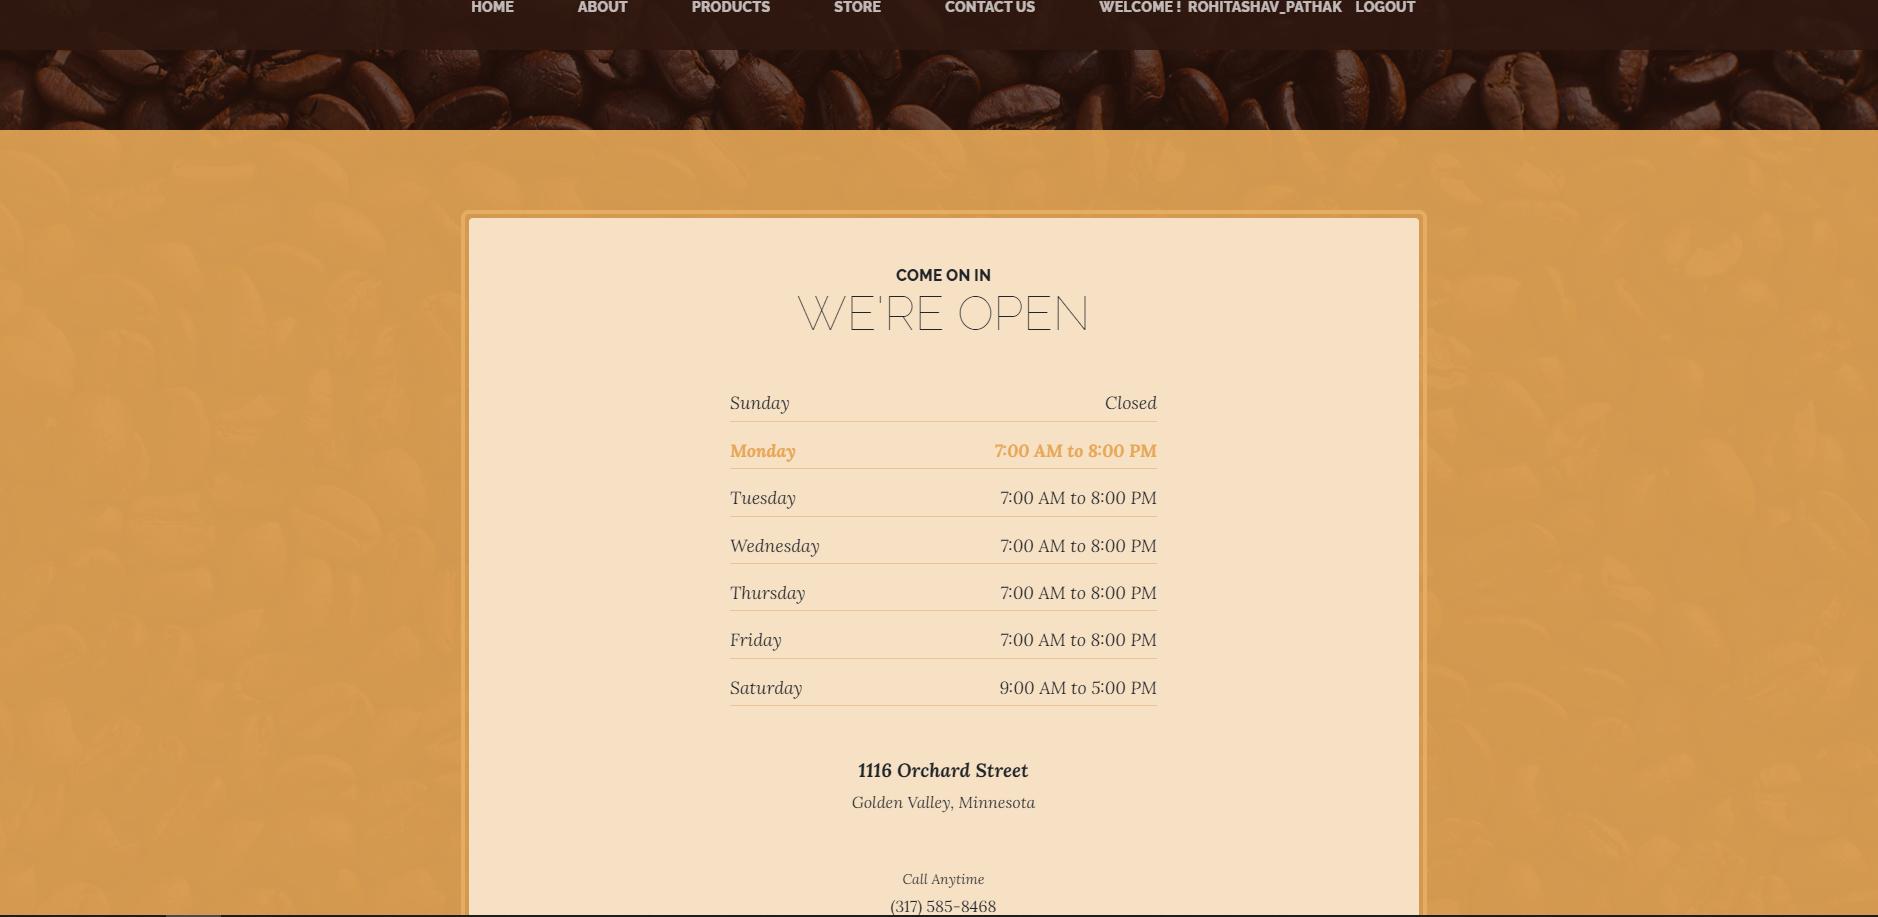 HOME ABOUT PRODUCTS STORE CONTACT US WELCOME ! ROHITASHAV_PATHAK LOGOUT
COME ON IN
WE'RE OPEN
Sunday Closed
Monday 7:00 AM to 8:00 PM
Tuesday 7:00 AM to 8:00 PM
Wednesday 7:00 AM to 8:00 PM
Thursday 7:00 AM to 8:00 PM
Friday 7:00 AM to 8:00 PM
Saturday 9:00 AM to 5:00 PM
1116 Orchard Street
Golden Valley, Minnesota
Call Anytime
(317) 585-8468